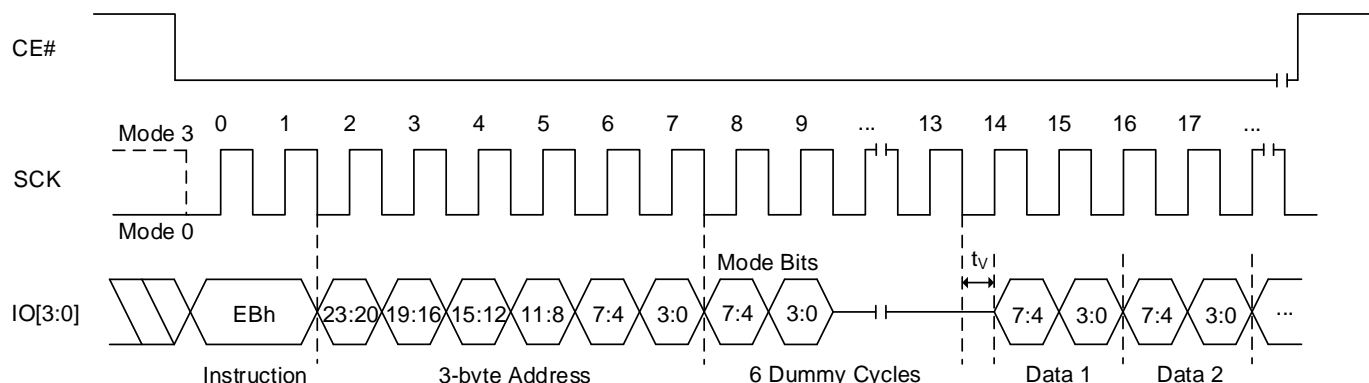 CE#
0 1 2 3 4 5 6 7 8 9 ... 13 14 15 16 17 ...
Mode 3
SCK
Mode 0
Mode Bits
tV
IO[3:0] EBh 23:20 19:16 15:12 11:8 7:4 3:0 7:4 3:0 7:4 3:0 7:4 3:0 ...
Instruction 3-byte Address 6 Dummy Cycles Data 1 Data 2